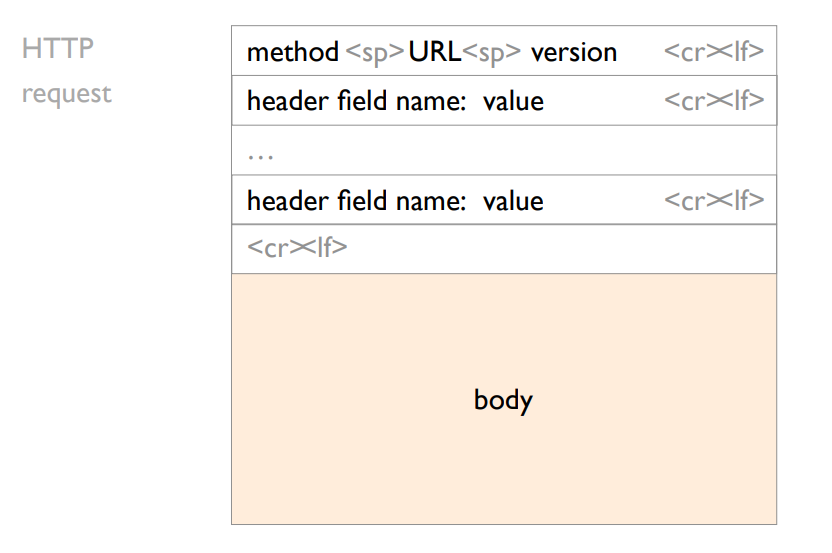 HTTP
request
method <sp> URL <sp> version <cr><lf>
header field name: value <cr><lf>
...
header field name: value <cr><lf>
<cr><lf>
body